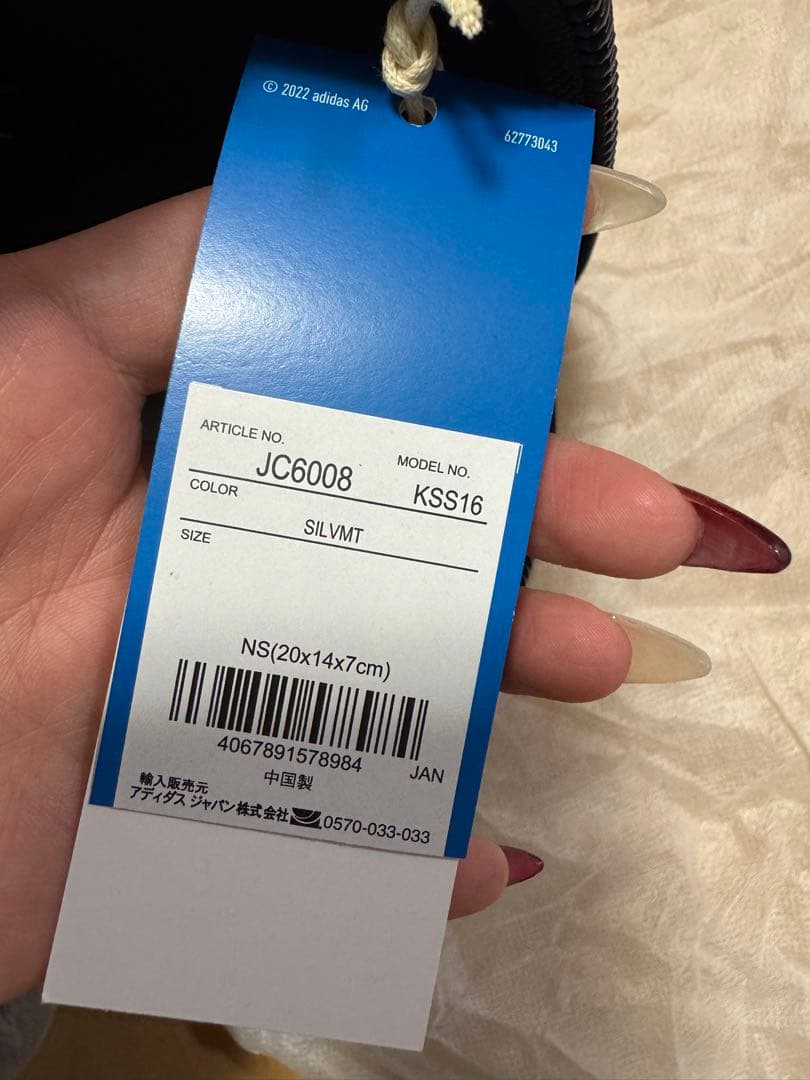 © 2022 adidas AG
62773043
ARTICLE NO.
JC6008
MODEL NO.
KSS16
COLOR
SILVMT
SIZE
NS(20x14x7cm)
4067891578984
JAN
中国製
輸入販売元
アディダス ジャパン株式会社 0570-033-033